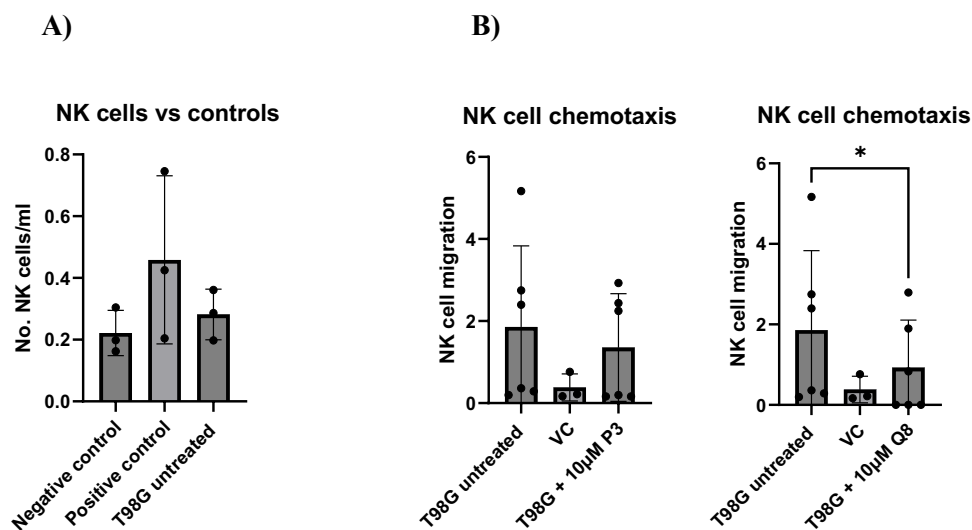 A)
B)
NK cells vs controls
No. NK cells/ml
0.8
0.6
0.4
0.2
0.0
Negative control
Positive control
T98G untreated
NK cell chemotaxis
NK cell migration
6
4
2
0
T98G untreated
VC
T98G + 10µM P3
NK cell chemotaxis
NK cell migration
6
4
2
0
*
T98G untreated
VC
T98G + 10µM Q8